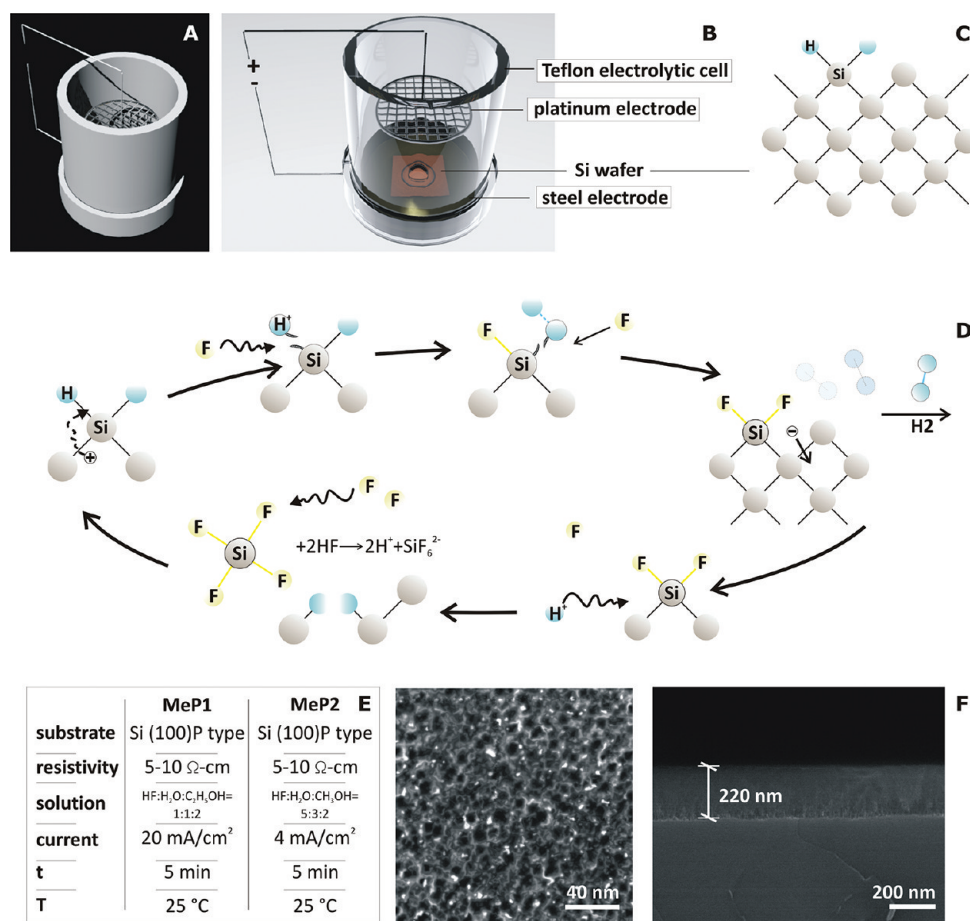 A
B
C
+
-
Teflon electrolytic cell
platinum electrode
Si wafer
steel electrode
H
Si
D
H⁺
F
Si
F
F
Si
H
Si
+
F
F
Si
-
H2
F
F
F
F
Si
F
F
+2HF→2H⁺+SiF₆²⁻
F
F
F
Si
H⁺
E
MeP1
MeP2
substrate
Si (100)P type
Si (100)P type
resistivity
5-10 Ω-cm
5-10 Ω-cm
solution
HF:H₂O:C₂H₅OH=
1:1:2
HF:H₂O:CH₃OH=
5:3:2
current
20 mA/cm²
4 mA/cm²
t
5 min
5 min
T
25 °C
25 °C
40 nm
F
220 nm
200 nm